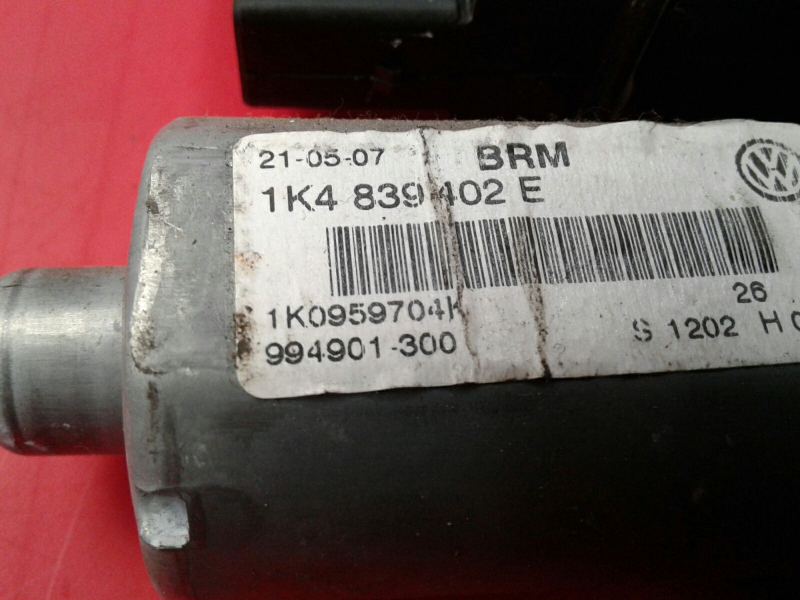 21-05-07 BRM
1K4 839 402 E
26
1K0959704K
S 1202 H
994901-300